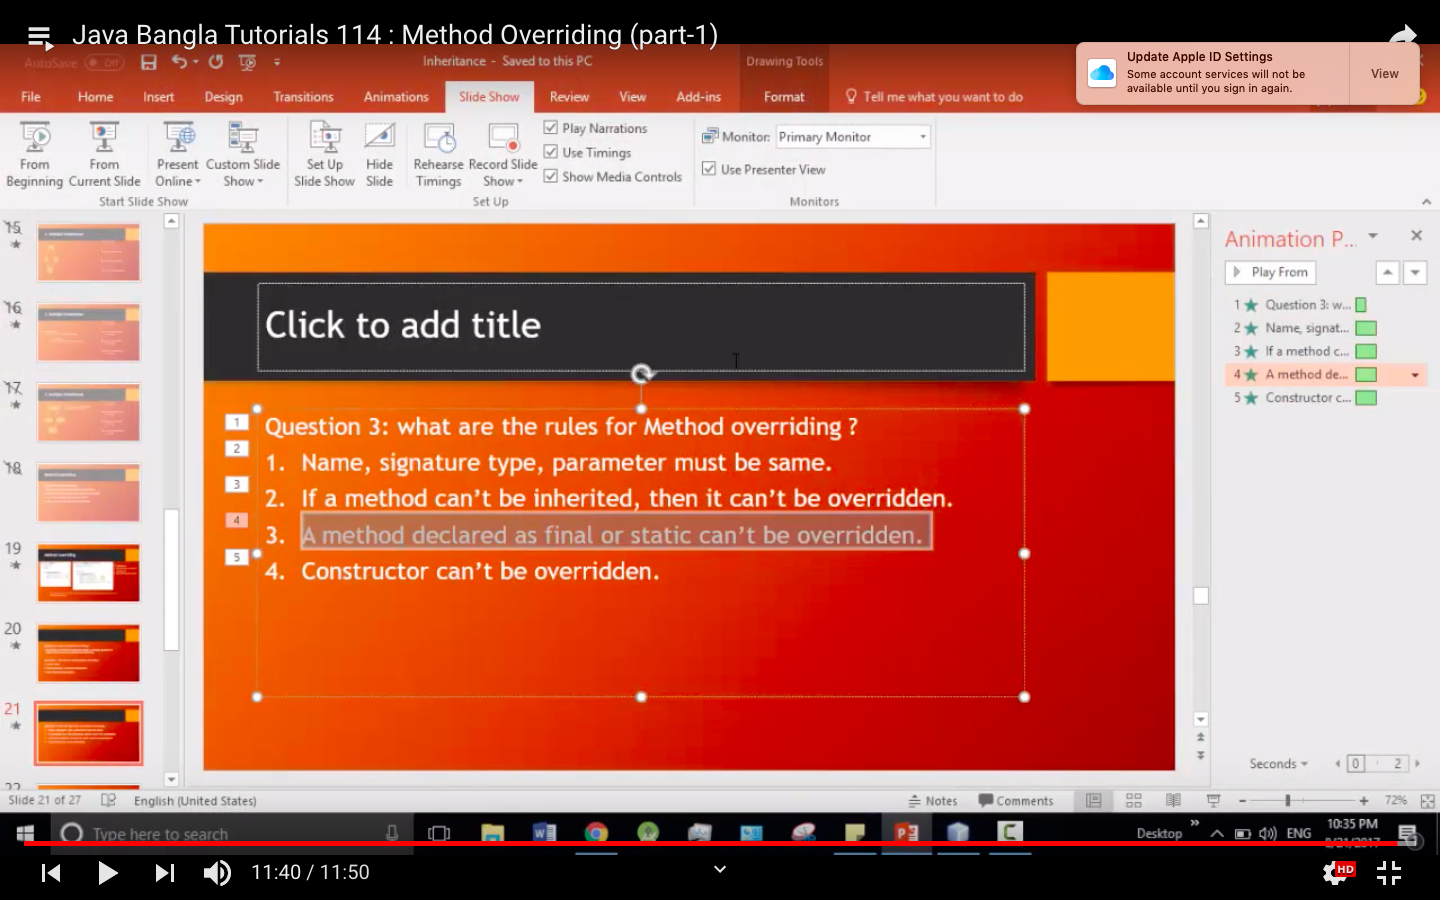 Java Bangla Tutorials 114 : Method Overriding (part-1)
Update Apple ID Settings
Some account services will not be
available until you sign in again.
View
AutoSave Off
Inheritance - Saved to this PC
Drawing Tools
File Home Insert Design Transitions Animations Slide Show Review View Add-ins Format Tell me what you want to do
From Beginning
From Current Slide
Present Online
Custom Slide Show
Start Slide Show
Set Up Slide Show
Hide Slide
Rehearse Timings
Record Slide Show
Play Narrations
Use Timings
Show Media Controls
Set Up
Monitor: Primary Monitor
Use Presenter View
Monitors
15
16
17
18
19
20
21
22
Click to add title
1 Question 3: what are the rules for Method overriding ?
2 1. Name, signature type, parameter must be same.
3 2. If a method can't be inherited, then it can't be overridden.
4 3. A method declared as final or static can't be overridden.
5 4. Constructor can't be overridden.
Animation P...
Play From
1 Question 3: w...
2 Name, signat...
3 If a method c...
4 A method de...
5 Constructor c...
Seconds 0 2
Slide 21 of 27 English (United States) Notes Comments 72%
Type here to search
Desktop ENG 10:35 PM
11:40 / 11:50
HD